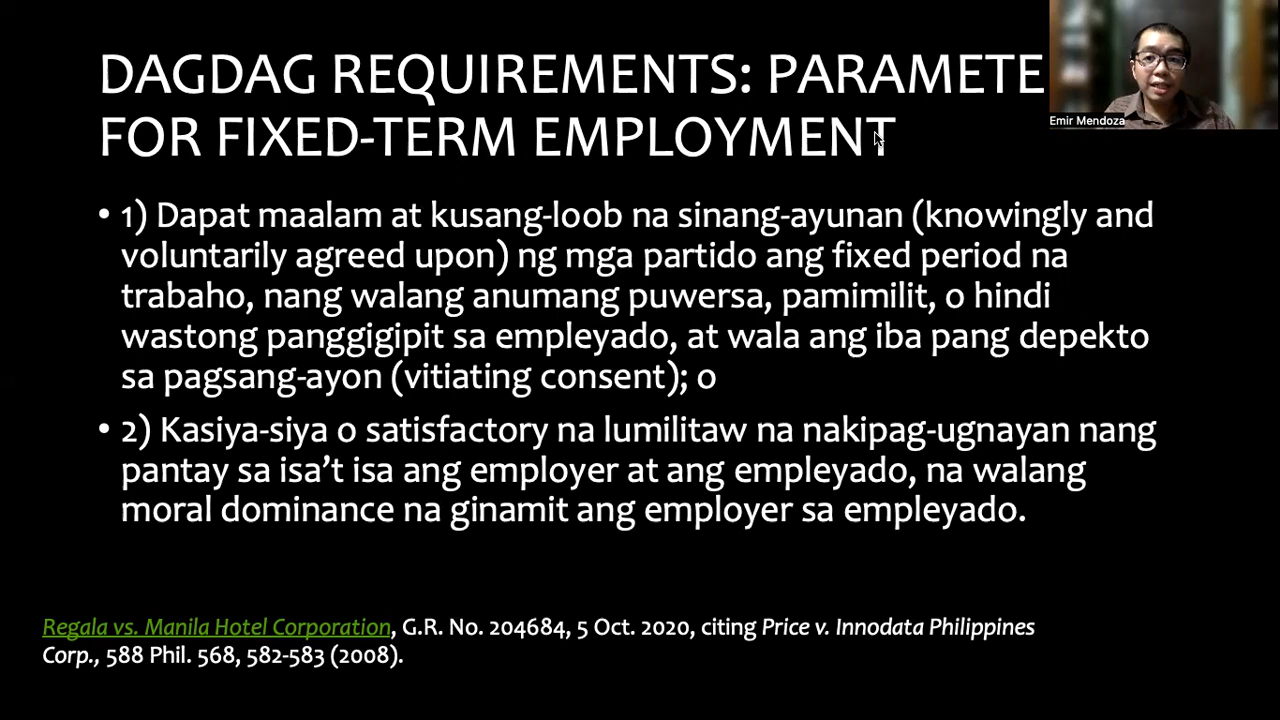 DAGDAG REQUIREMENTS: PARAMETE
FOR FIXED-TERM EMPLOYMENT
Emir Mendoza
• 1) Dapat maalam at kusang-loob na sinang-ayunan (knowingly and
voluntarily agreed upon) ng mga partido ang fixed period na
trabaho, nang walang anumang puwersa, pamimilit, o hindi
wastong panggigipit sa empleyado, at wala ang iba pang depekto
sa pagsang-ayon (vitiating consent); o
• 2) Kasiya-siya o satisfactory na lumilitaw na nakipag-ugnayan nang
pantay sa isa’t isa ang employer at ang empleyado, na walang
moral dominance na ginamit ang employer sa empleyado.
Regala vs. Manila Hotel Corporation, G.R. No. 204684, 5 Oct. 2020, citing Price v. Innodata Philippines
Corp., 588 Phil. 568, 582-583 (2008).